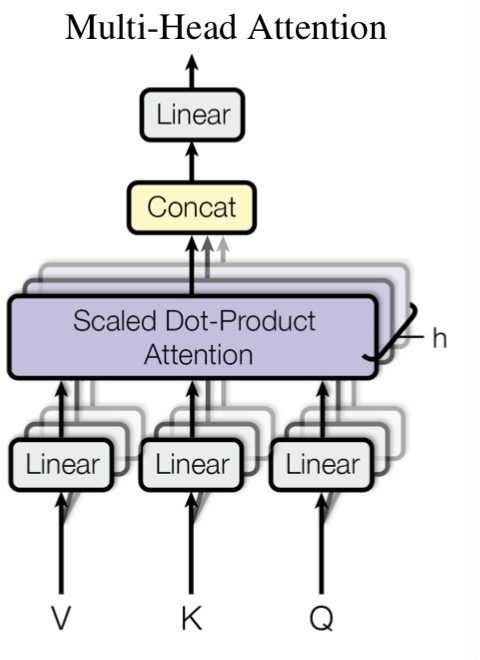 Multi-Head Attention
Linear
Concat
Scaled Dot-Product
Attention
h
Linear
Linear
Linear
V
K
Q